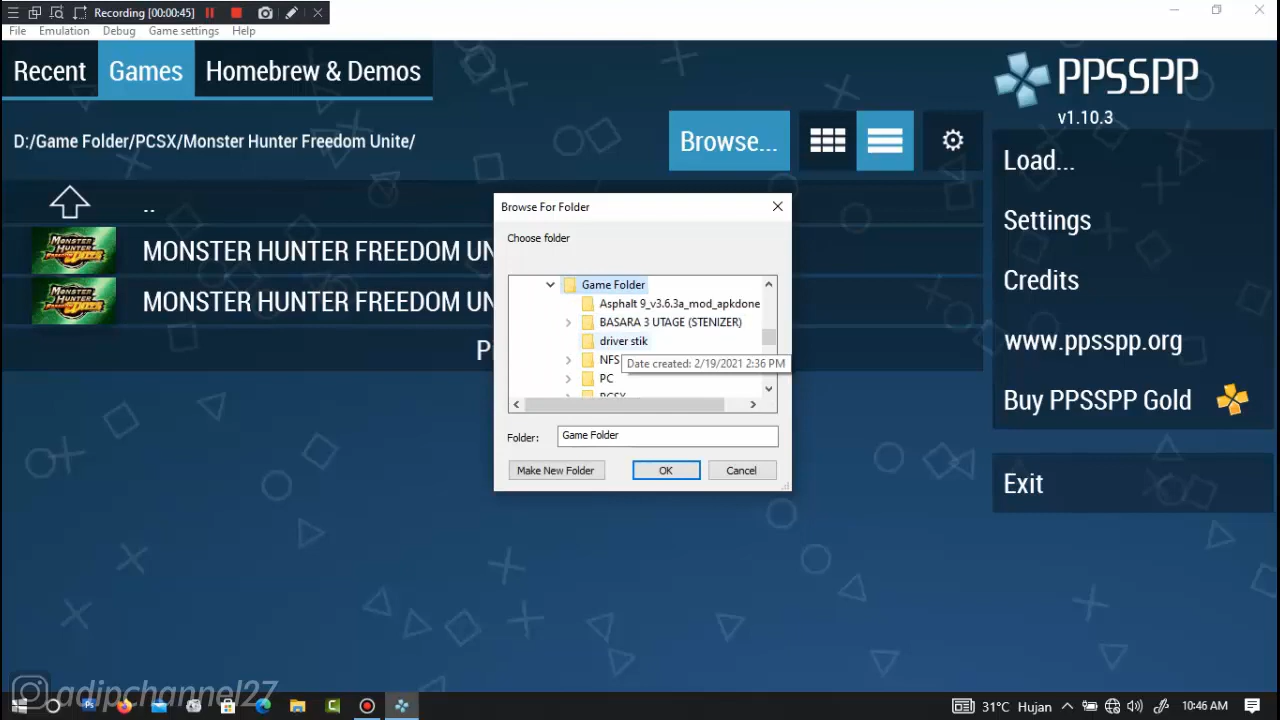 Recording [00:00:45]
File Emulation Debug Game settings Help
Recent Games Homebrew & Demos
PPSSPP
v1.10.3
D:/Game Folder/PCSX/Monster Hunter Freedom Unite/
Browse...
..
MONSTER HUNTER FREEDOM UN
MONSTER HUNTER FREEDOM UN
Load...
Settings
Credits
www.ppsspp.org
Buy PPSSPP Gold
Exit
Browse For Folder
Choose folder
Game Folder
Asphalt 9_v3.6.3a_mod_apkdone
BASARA 3 UTAGE (STENIZER)
driver stik
NFS
Date created: 2/19/2021 2:36 PM
PC
PCSX
Folder: Game Folder
Make New Folder OK Cancel
adipchannel27
31°C Hujan 10:46 AM